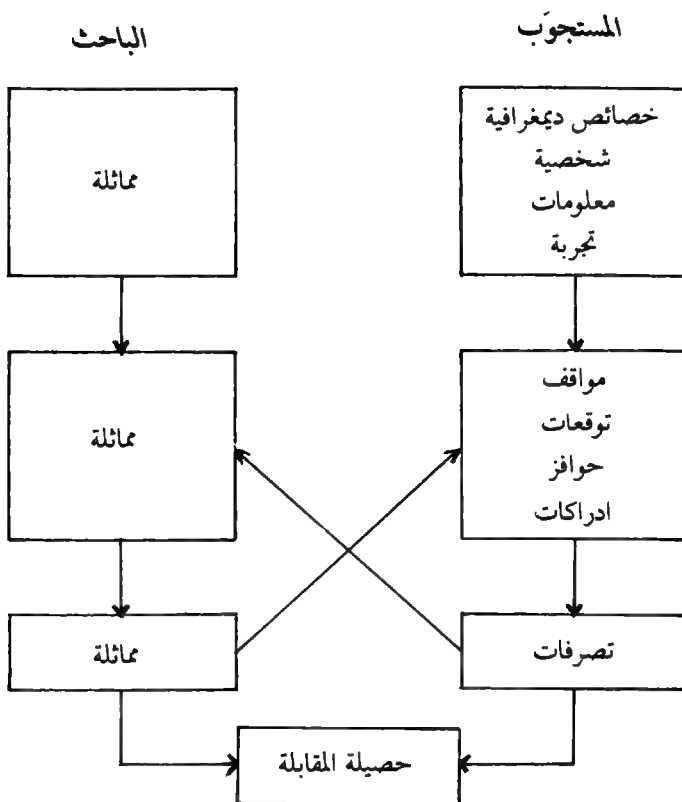 المستجوَب
الباحث
خصائص ديمغرافية
شخصية
معلومات
تجربة
مماثلة
مواقف
توقعات
حوافز
ادراكات
مماثلة
تصرفات
مماثلة
حصيلة المقابلة